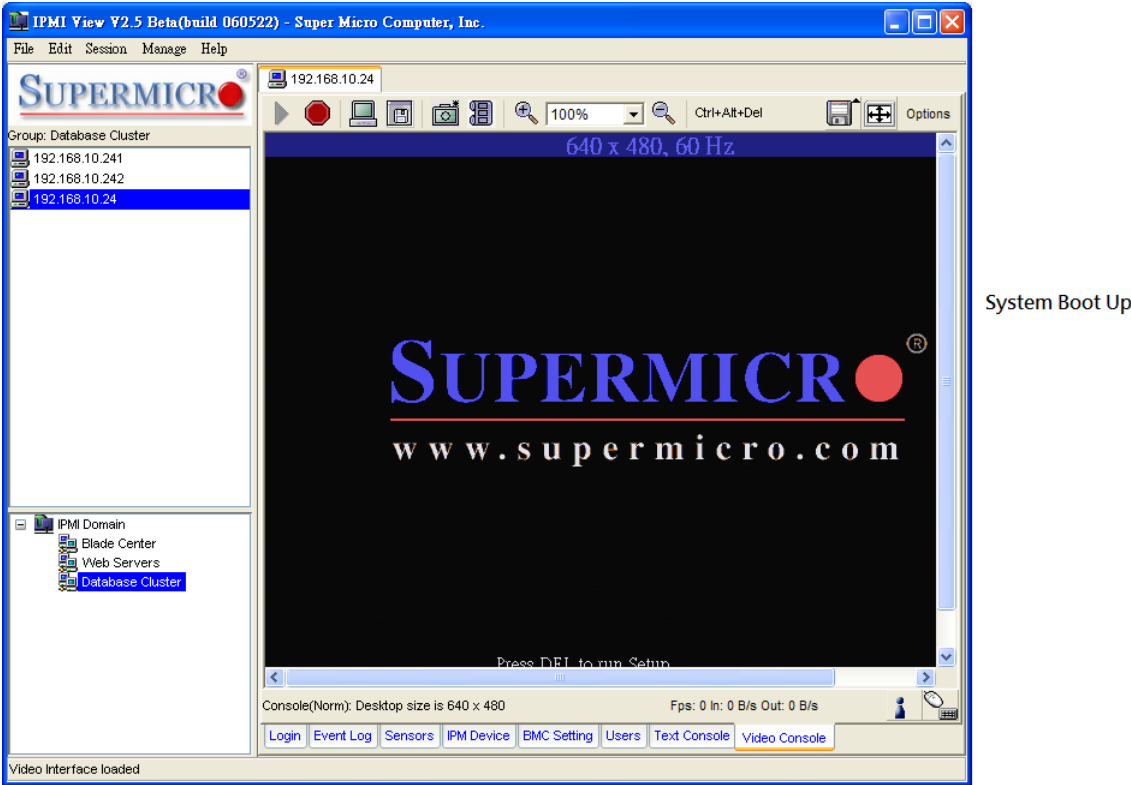 IPMI View V2.5 Beta(build 060522) - Super Micro Computer, Inc.
File Edit Session Manage Help
SUPERMICRO®
192.168.10.24
100%
Ctrl+Alt+Del
Options
Group: Database Cluster
192.168.10.241
192.168.10.242
192.168.10.24
640 x 480, 60 Hz
SUPERMICRO®
www.supermicro.com
Press DEL to run Setup
System Boot Up
IPMI Domain
Blade Center
Web Servers
Database Cluster
Console(Norm): Desktop size is 640 x 480
Fps: 0 In: 0 B/s Out: 0 B/s
Login Event Log Sensors IPM Device BMC Setting Users Text Console Video Console
Video Interface loaded